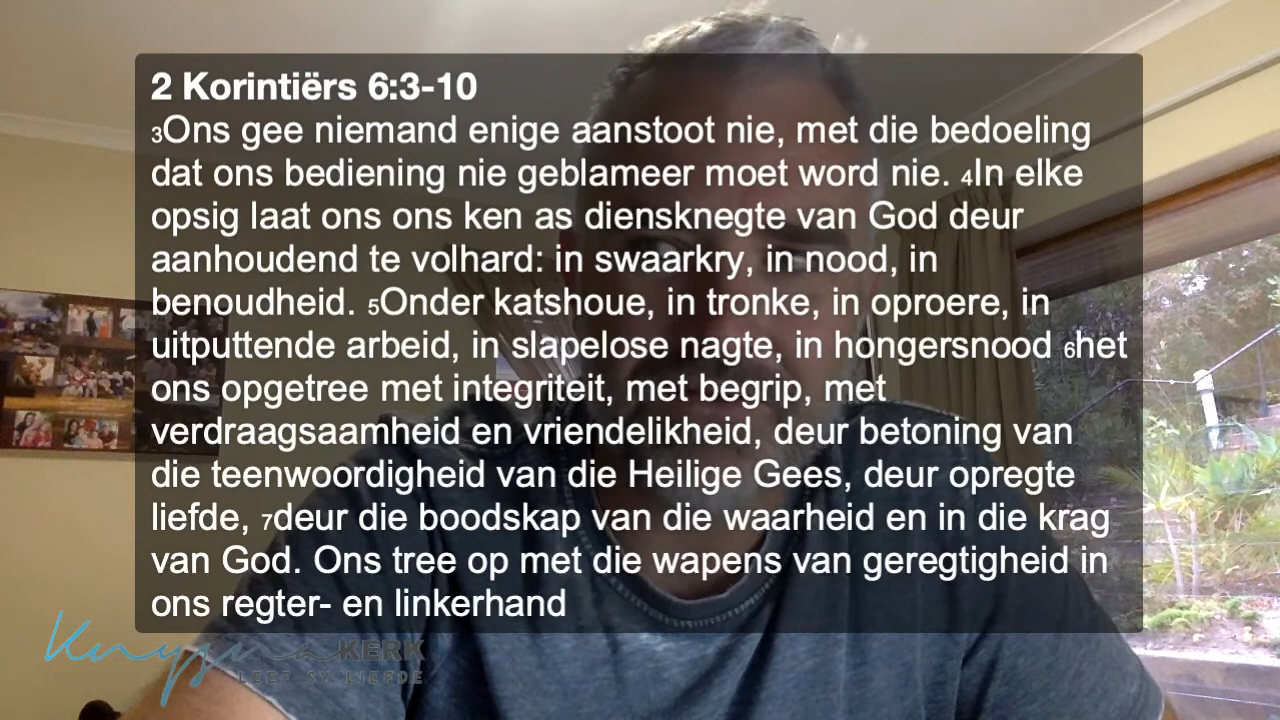 2 Korintiërs 6:3-10
3Ons gee niemand enige aanstoot nie, met die bedoeling
dat ons bediening nie geblameer moet word nie. 4In elke
opsig laat ons ons ken as diensknegte van God deur
aanhoudend te volhard: in swaarkry, in nood, in
benoudheid. 5Onder katshoue, in tronke, in oproere, in
uitputtende arbeid, in slapelose nagte, in hongersnood 6het
ons opgetree met integriteit, met begrip, met
verdraagsaamheid en vriendelikheid, deur betoning van
die teenwoordigheid van die Heilige Gees, deur opregte
liefde, 7deur die boodskap van die waarheid en in die krag
van God. Ons tree op met die wapens van geregtigheid in
ons regter- en linkerhand
Knysna KERK
LEEF SY LIEFDE